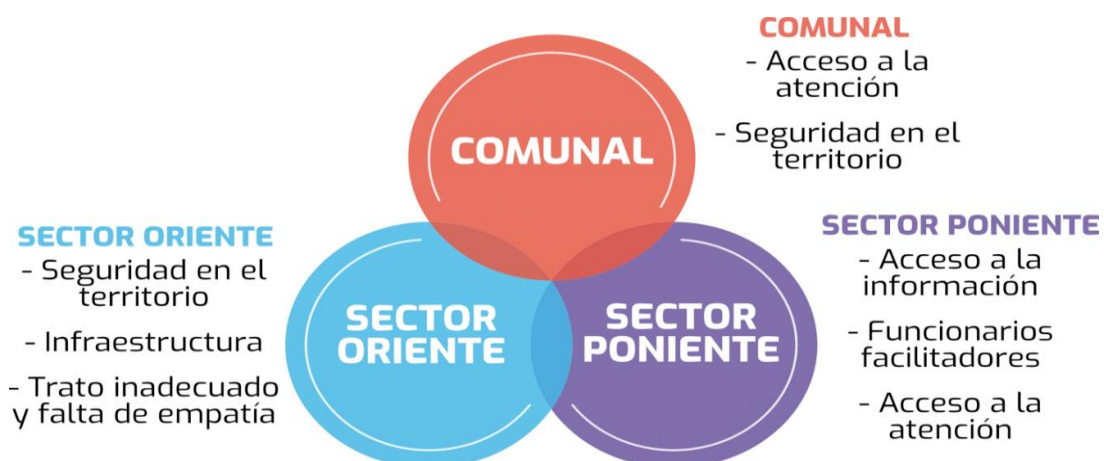 COMUNAL
- Acceso a la
atención
- Seguridad en el
territorio
COMUNAL
SECTOR ORIENTE
- Seguridad en el
territorio
- Infraestructura
- Trato inadecuado
y falta de empatía
SECTOR
ORIENTE
SECTOR
PONIENTE
SECTOR PONIENTE
- Acceso a la
información
- Funcionarios
facilitadores
- Acceso a la
atención